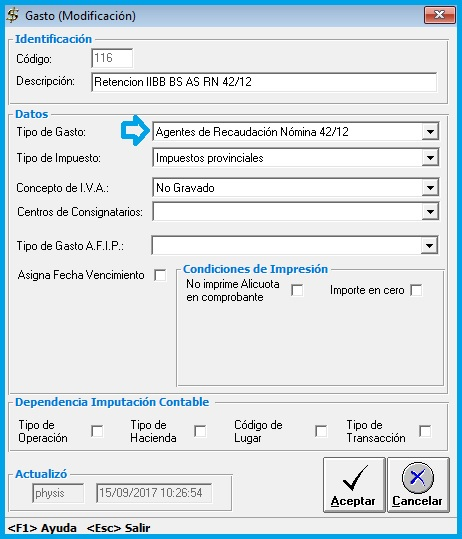 Gasto (Modificación)
Identificación
Código: 116
Descripción: Retencion IIBB BS AS RN 42/12
Datos
Tipo de Gasto: Agentes de Recaudación Nómina 42/12
Tipo de Impuesto: Impuestos provinciales
Concepto de I.V.A.: No Gravado
Centros de Consignatarios:
Tipo de Gasto A.F.I.P.:
Asigna Fecha Vencimiento
Condiciones de Impresión
No imprime Alicuota
en comprobante
Importe en cero
Dependencia Imputación Contable
Tipo de
Operación
Tipo de
Hacienda
Código de
Lugar
Tipo de
Transacción
Actualizó
physis 15/09/2017 10:26:54
Aceptar
Cancelar
<F1> Ayuda <Esc> Salir